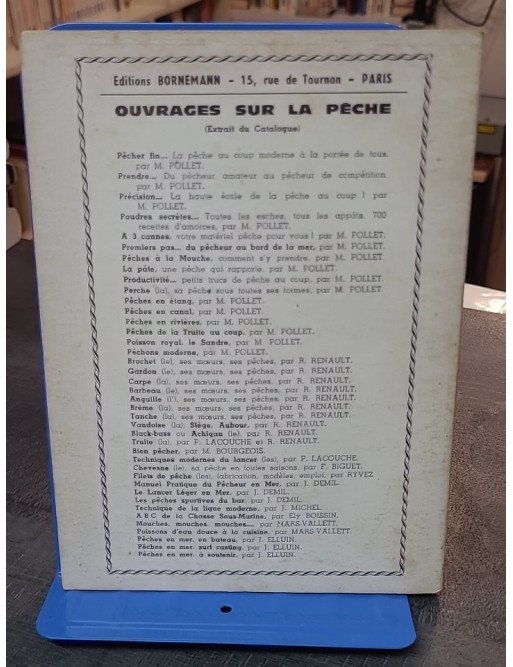 Editions BORNEMANN - 15, rue de Tournon - PARIS
OUVRAGES SUR LA PÊCHE
(Extrait du Catalogue)
Pêcher fin... La pêche au coup moderne à la portée de tous,
par M. POLLET.
Prendre... Du pêcheur amateur au pêcheur de compétition,
par M. POLLET.
Précision... La haute école de la pêche au coup ! par
M. POLLET.
Poudres secrètes... Toutes les esches, tous les appâts, 700
recettes d'amorces, par M. POLLET.
A 3 cannes, votre matériel pêche pour vous ! par M. POLLET.
Premiers pas... du pêcheur au bord de la mer, par M. POLLET.
Pêches à la Mouche, comment s'y prendre, par M. POLLET
La pâte, une pêche qui rapporte, par M. POLLET.
Productivité... petits trucs de pêche au coup, par M. POLLET.
Perche (la), sa pêche sous toutes ses formes, par M. POLLET.
Pêches en étang, par M. POLLET.
Pêches en canal, par M. POLLET.
Pêches en rivières, par M. POLLET.
Pêches de la Truite au coup, par M. POLLET.
Poisson royal, le Sandre, par M. POLLET.
Pêchons moderne, par M. POLLET.
Brochet (le), ses mœurs, ses pêches, par R. RENAULT.
Gardon (le), ses mœurs, ses pêches, par R. RENAULT.
Carpe (la), ses mœurs, ses pêches, par R. RENAULT.
Barbeau (le), ses mœurs, ses pêches, par R. RENAULT.
Anguille (l'), ses mœurs, ses pêches, par R. RENAULT.
Brème (la), ses mœurs, ses pêches, par R. RENAULT.
Tanche (la), ses mœurs, ses pêches, par R. RENAULT.
Vandoise (la), Siège, Aubour, par R. RENAULT.
Black-bass ou Achigan (le), par R. RENAULT.
Truite (la), par P. LACOUCHE et R. RENAULT.
Bien pêcher, par M. BOURGEOIS.
Techniques modernes du lancer (les), par P. LACOUCHE.
Chevesne (le), sa pêche en toutes saisons, par F. BIGUET.
Filets de pêche (les), fabrication, modèles, emploi, par RYVEZ
Manuel Pratique du Pêcheur en Mer, par J. DEMIL.
Le Lancer Léger en Mer, par J. DEMIL.
Les pêches sportives du bar, par J. DEMIL.
Technique de la ligne moderne, par J. MICHEL.
A B C de la Chasse Sous-Marine, par Ely BOISSIN.
Mouches, mouches, mouches... par MARS-VALLETT.
Poissons d'eau douce à la cuisine, par MARS-VALLETT.
* Pêches en mer, en bateau, par J. ELLUIN.
* Pêches en mer, surf casting, par J. ELLUIN.
* Pêches en mer, à soutenir, par J. ELLUIN.